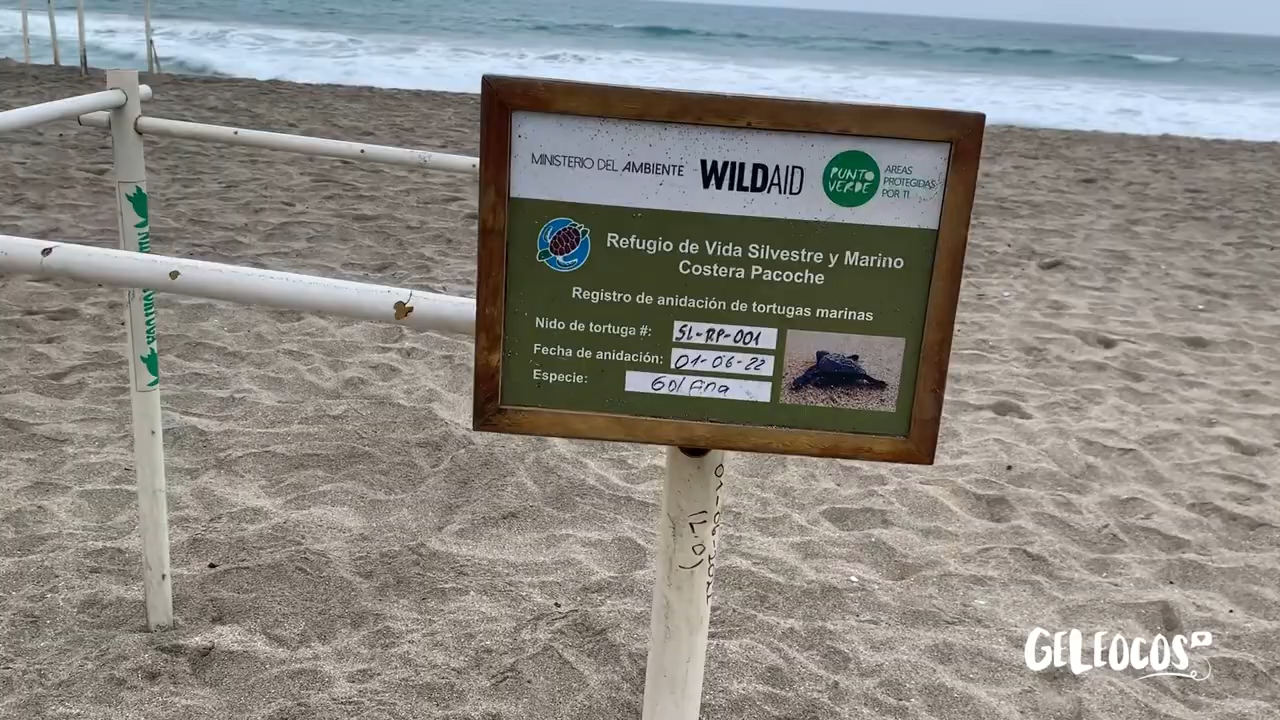 MINISTERIO DEL AMBIENTE
WILDAID
PUNTO
VERDE
AREAS
PROTEGIDAS
POR TI
Refugio de Vida Silvestre y Marino
Costera Pacoche
Registro de anidación de tortugas marinas
Nido de tortuga #: SL-RP-001
Fecha de anidación: 01-06-22
Especie: Golfina
GELEOCOS